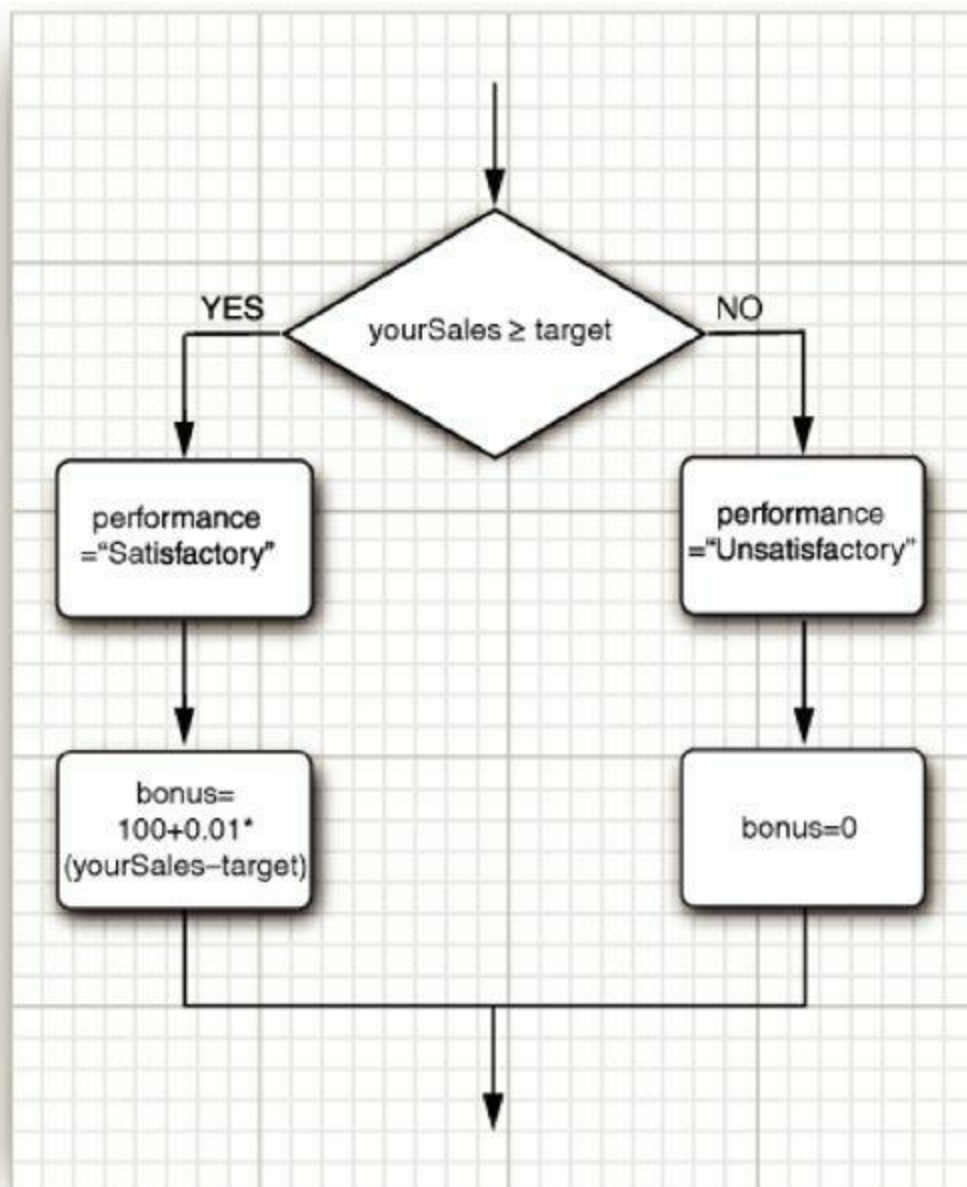 yourSales ≥ target
YES
NO
performance
="Satisfactory"
performance
="Unsatisfactory"
bonus=
100+0.01*
(yourSales–target)
bonus=0